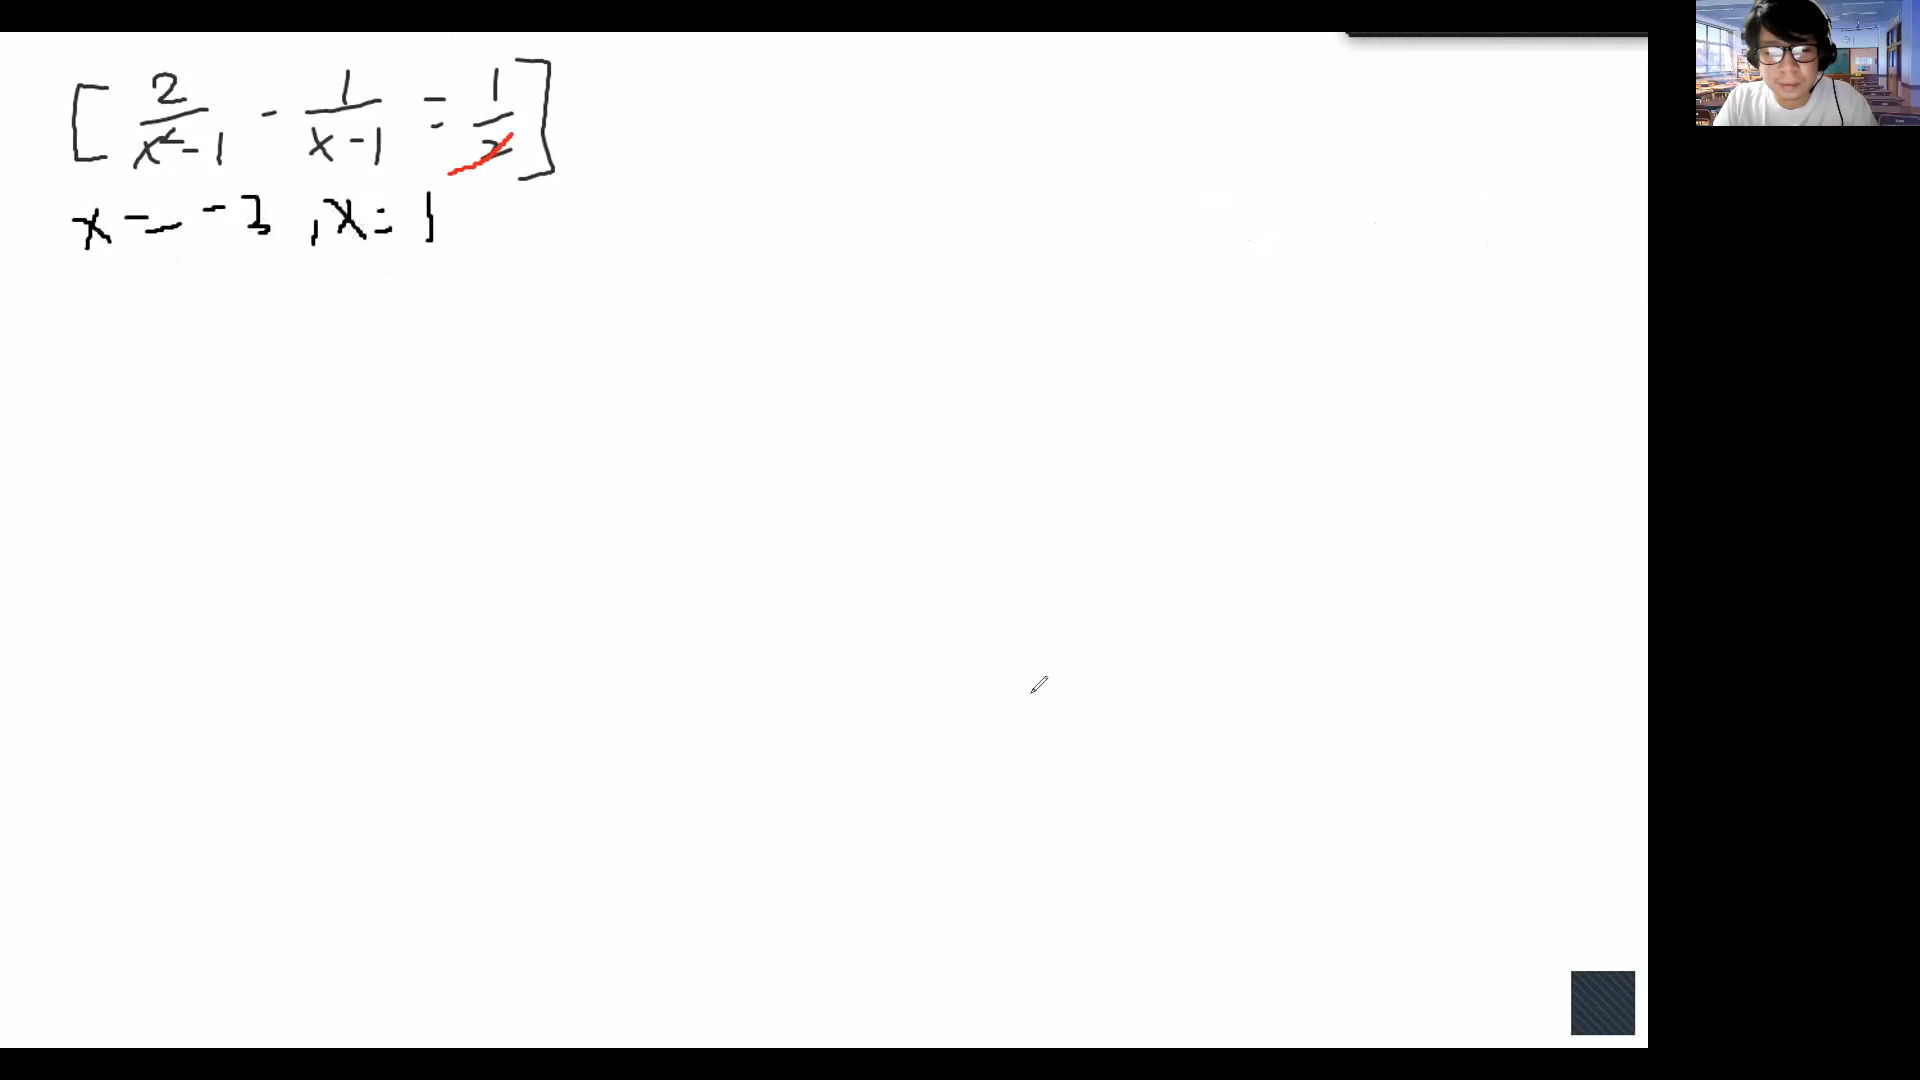 [ 2/x²-1 - 1/x-1 = 1/2 ]
x = -3 , x = 1